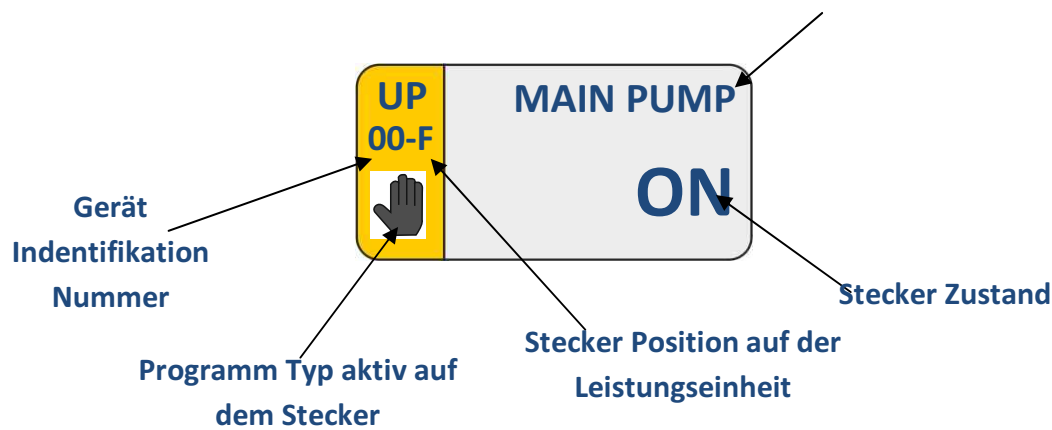 UP
00-F
MAIN PUMP
ON
Gerät
Indentifikation
Nummer
Stecker Zustand
Stecker Position auf der
Leistungseinheit
Programm Typ aktiv auf
dem Stecker